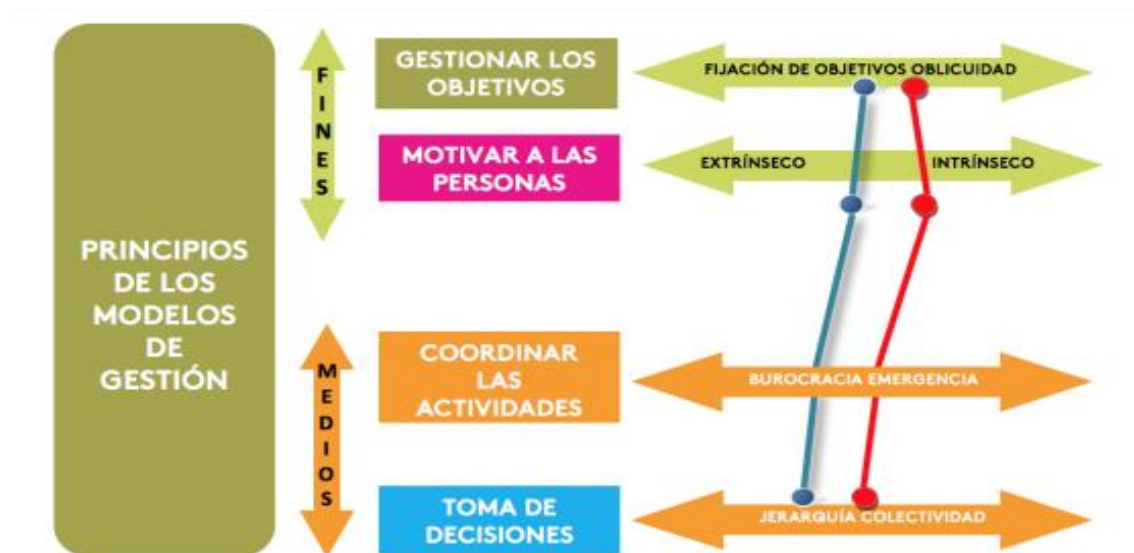 PRINCIPIOS
DE LOS
MODELOS
DE
GESTIÓN
FINES
GESTIONAR LOS
OBJETIVOS
FIJACIÓN DE OBJETIVOS OBLICUIDAD
MOTIVAR A LAS
PERSONAS
EXTRÍNSECO
INTRÍNSECO
MEDIOS
COORDINAR
LAS
ACTIVIDADES
BUROCRACIA EMERGENCIA
TOMA DE
DECISIONES
JERARQUÍA COLECTIVIDAD